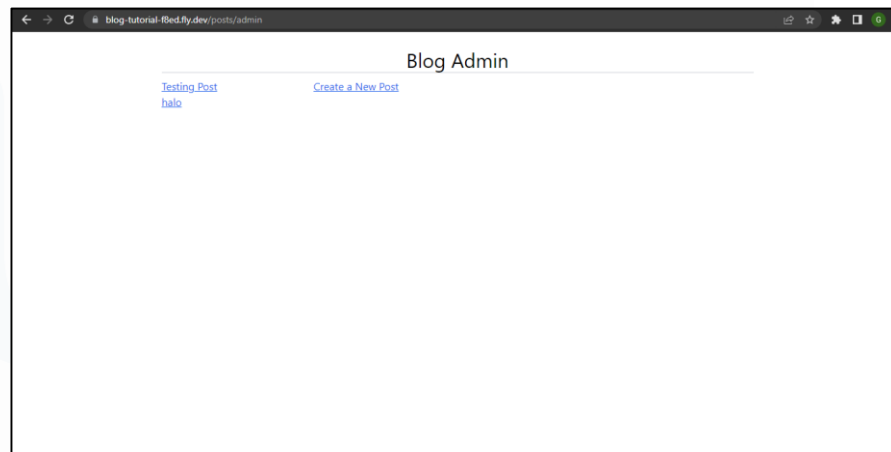 blog-tutorial-f8ed.fly.dev/posts/admin
G
Blog Admin
Testing Post
Create a New Post
halo